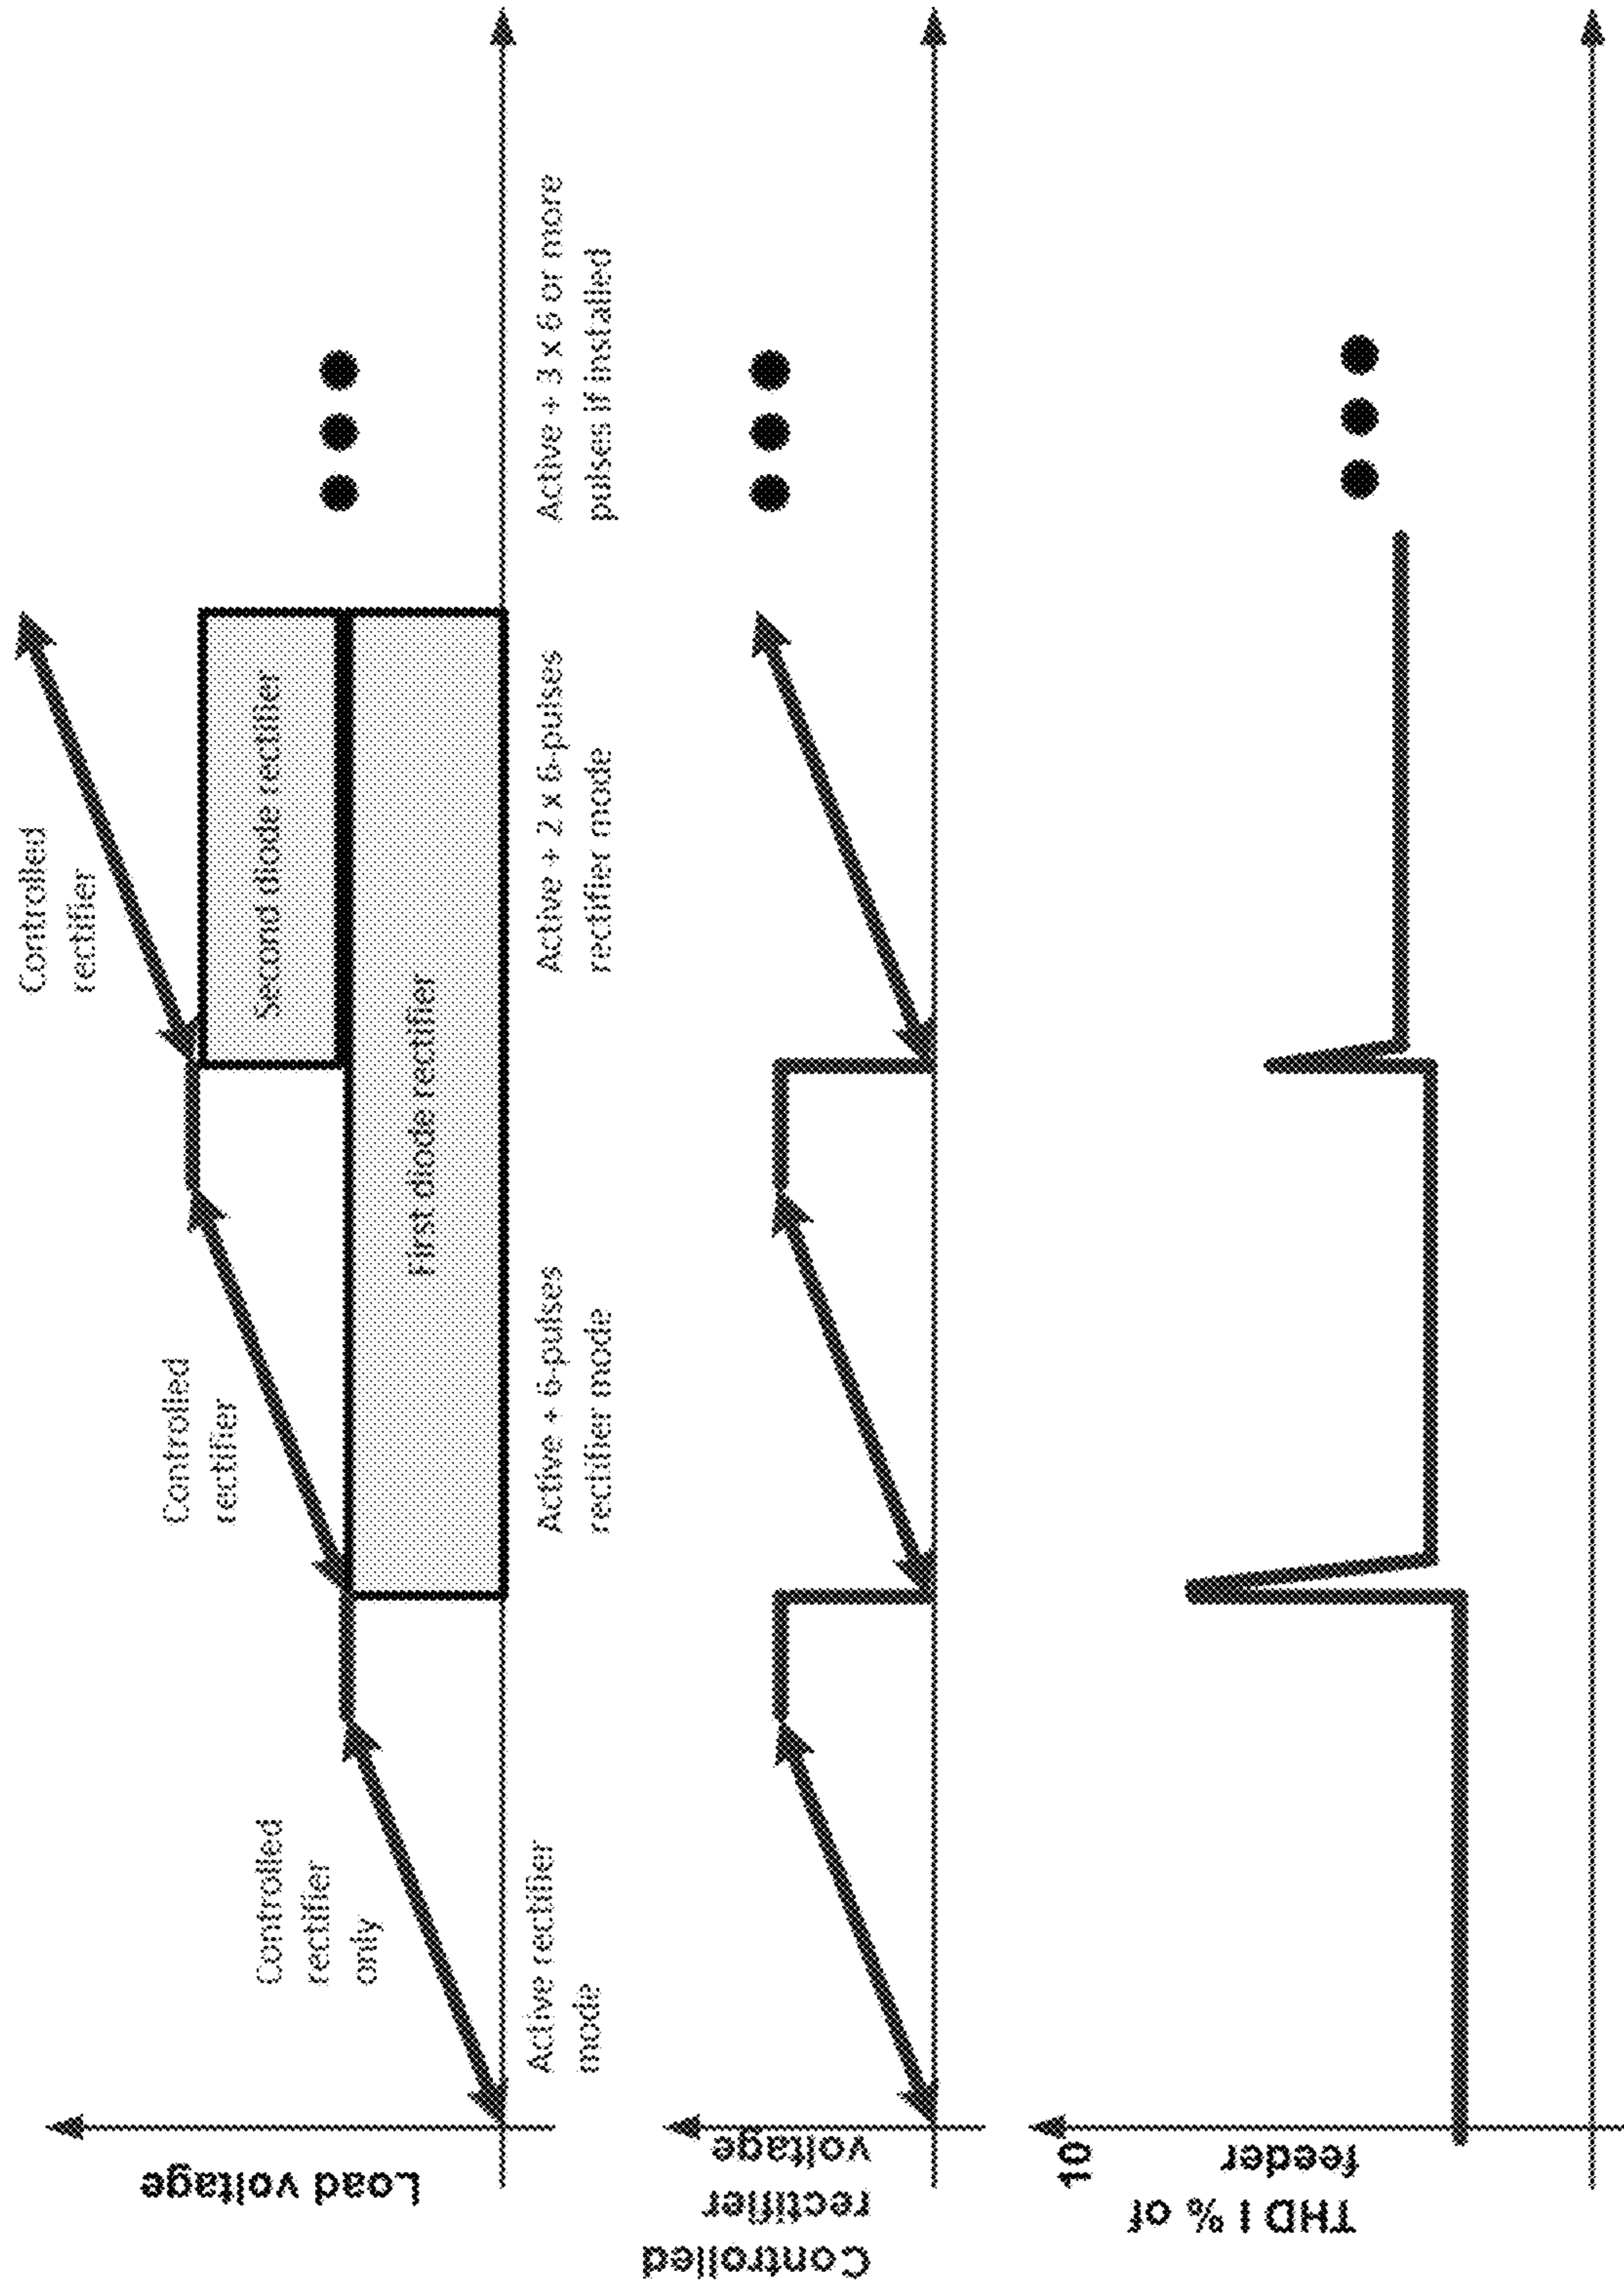 Load voltage
Controlled
rectifier
only
Controlled
rectifier
Controlled
rectifier
Second diode rectifier
First diode rectifier
Active rectifier
mode
Active + 6-pulses
rectifier mode
Active + 2 x 6-pulses
rectifier mode
Active + 3 x 6 or more
pulses if installed
Controlled
rectifier
voltage
THD I % of
feeder
10